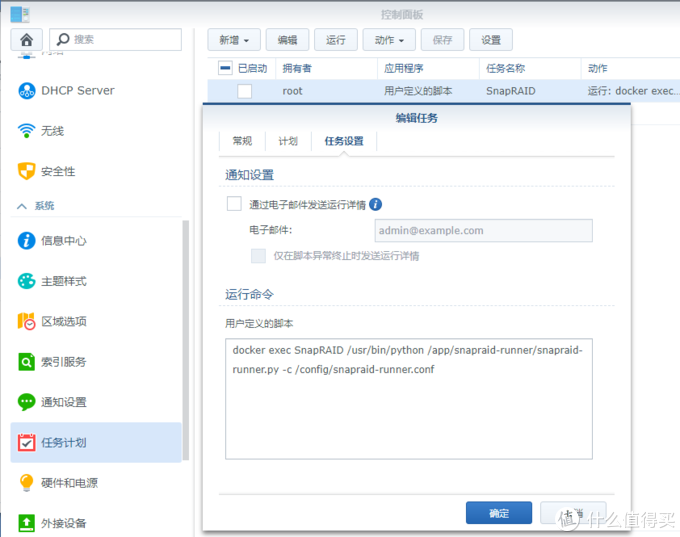 控制面板
搜索
新增
编辑
运行
动作
保存
设置
已启动
拥有者
应用程序
任务名称
动作
root
用户定义的脚本
SnapRAID
运行: docker exec...
DHCP Server
无线
安全性
系统
信息中心
主题样式
区域选项
索引服务
通知设置
任务计划
硬件和电源
外接设备
编辑任务
常规
计划
任务设置
通知设置
通过电子邮件发送运行详情
电子邮件:
admin@example.com
仅在脚本异常终止时发送运行详情
运行命令
用户定义的脚本
docker exec SnapRAID /usr/bin/python /app/snapraid-runner/snapraid-
runner.py -c /config/snapraid-runner.conf
确定
什么值得买